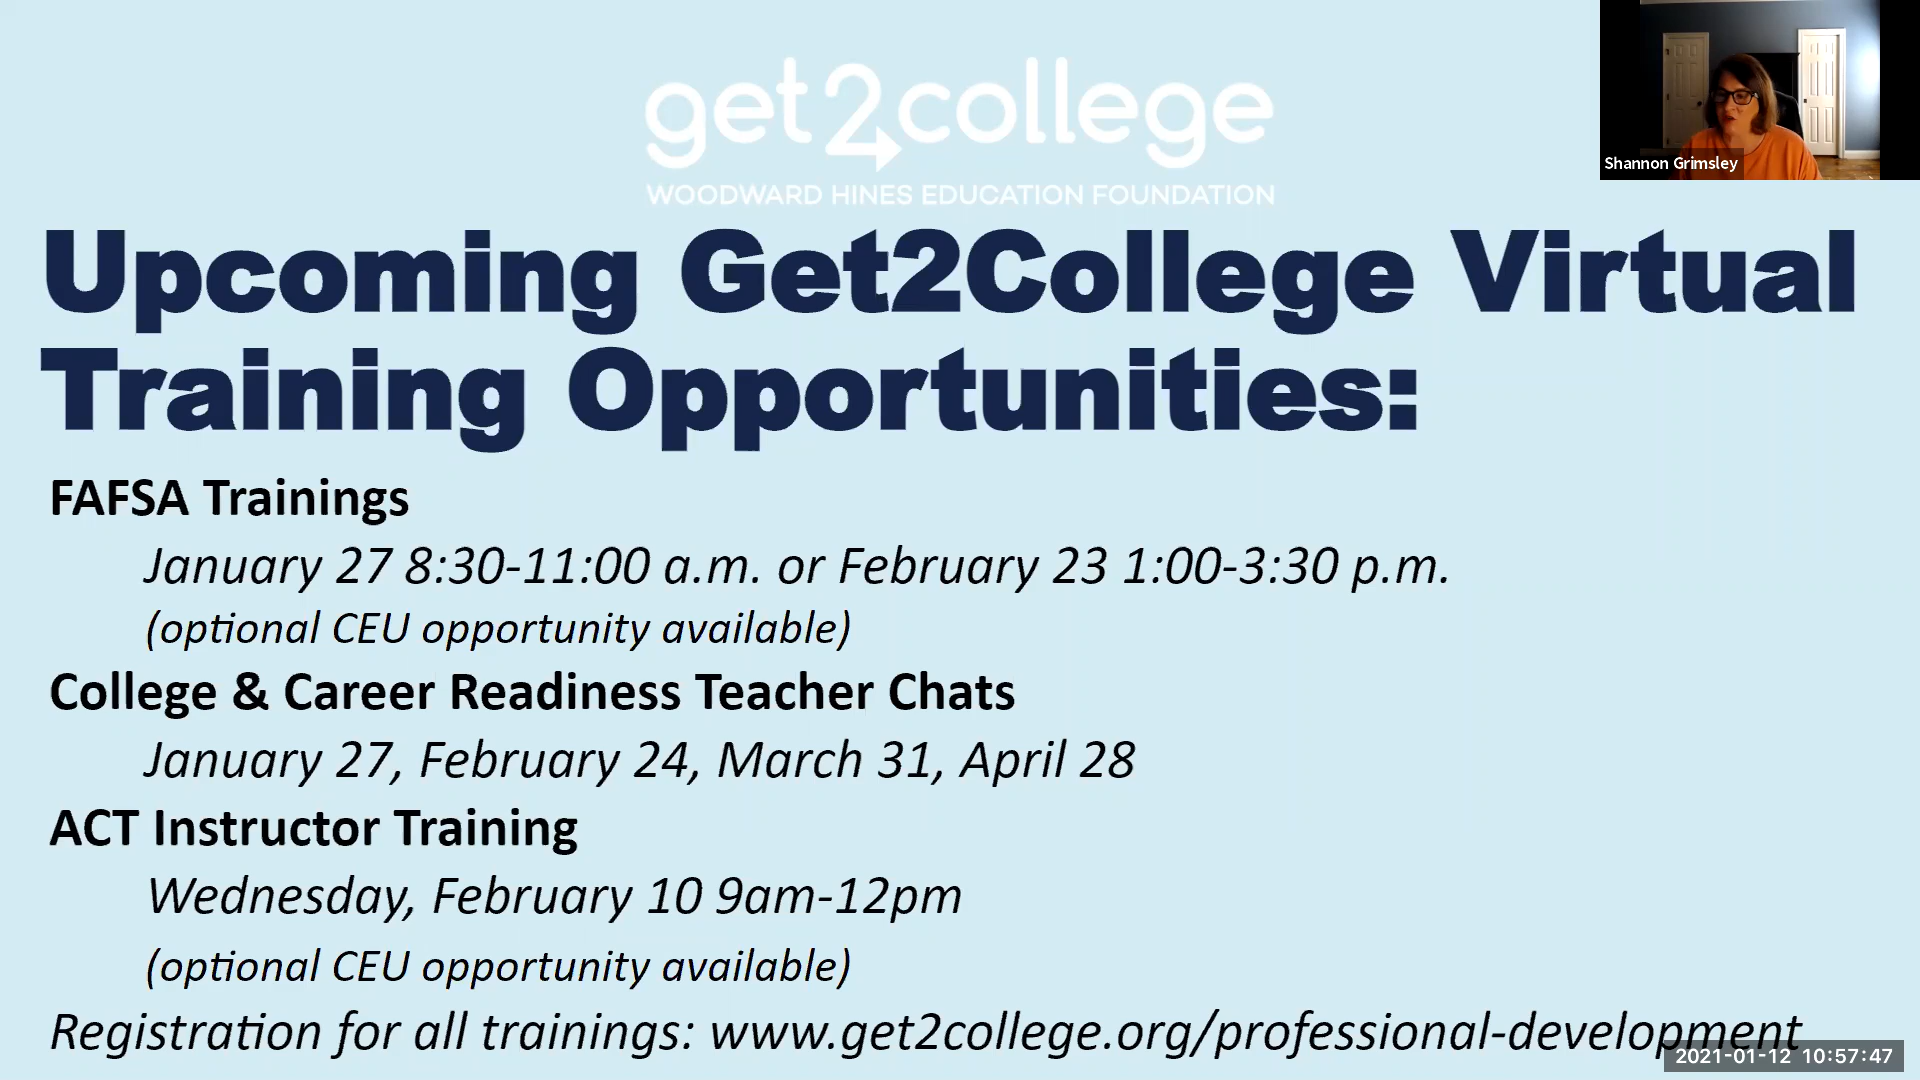 get2college
WOODWARD HINES EDUCATION FOUNDATION
Shannon Grimsley
Upcoming Get2College Virtual
Training Opportunities:
FAFSA Trainings
January 27 8:30-11:00 a.m. or February 23 1:00-3:30 p.m.
(optional CEU opportunity available)
College & Career Readiness Teacher Chats
January 27, February 24, March 31, April 28
ACT Instructor Training
Wednesday, February 10 9am-12pm
(optional CEU opportunity available)
Registration for all trainings: www.get2college.org/professional-development
2021-01-12 10:57:47